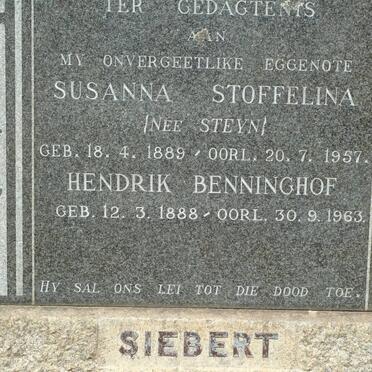 TER GEDAGTENIS
AAN
MY ONVERGEETLIKE EGGENOTE
SUSANNA STOFFELINA
/NEE STEYN/
GEB. 18. 4. 1889 - OORL. 20. 7. 1957.
HENDRIK BENNINGHOF
GEB. 12. 3. 1888 - OORL. 30. 9. 1963
HY SAL ONS LEI TOT DIE DOOD TOE.
SIEBERT